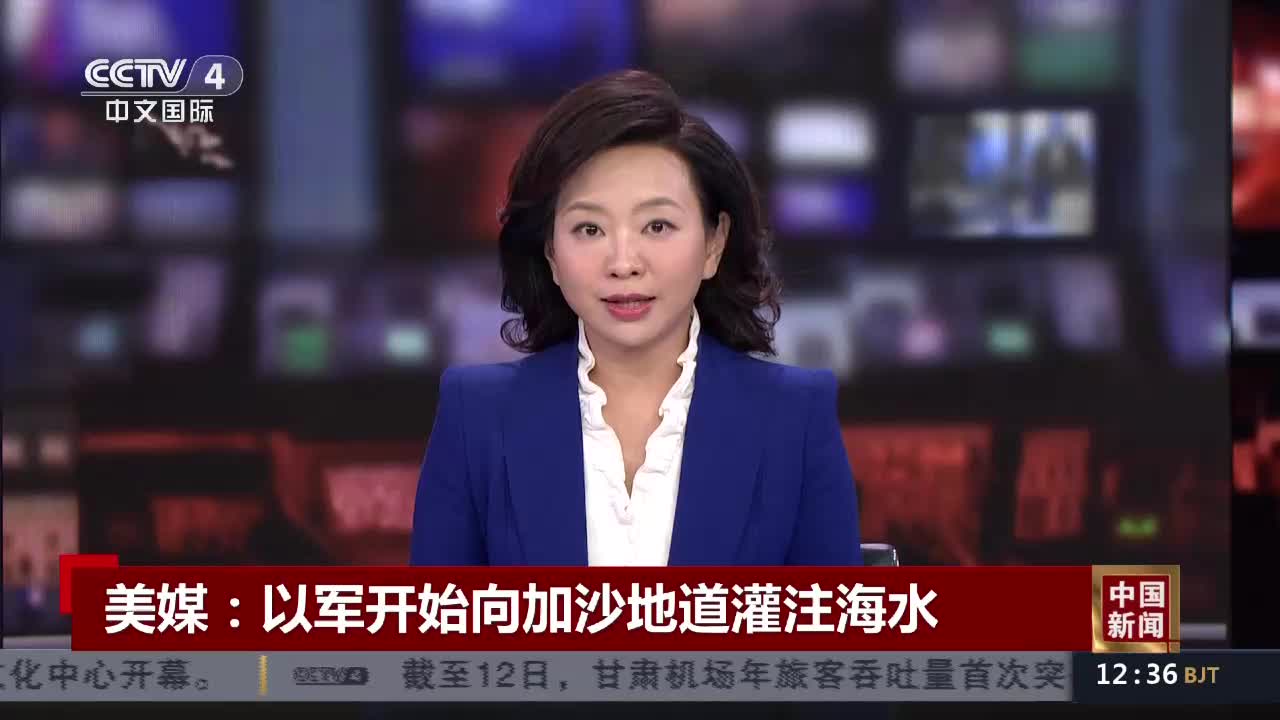 CCTV 4
中文国际
美媒：以军开始向加沙地道灌注海水
中国
新闻
化中心开幕。 CCTV4 截至12日，甘肃机场年旅客吞吐量首次突
12:36 BJT